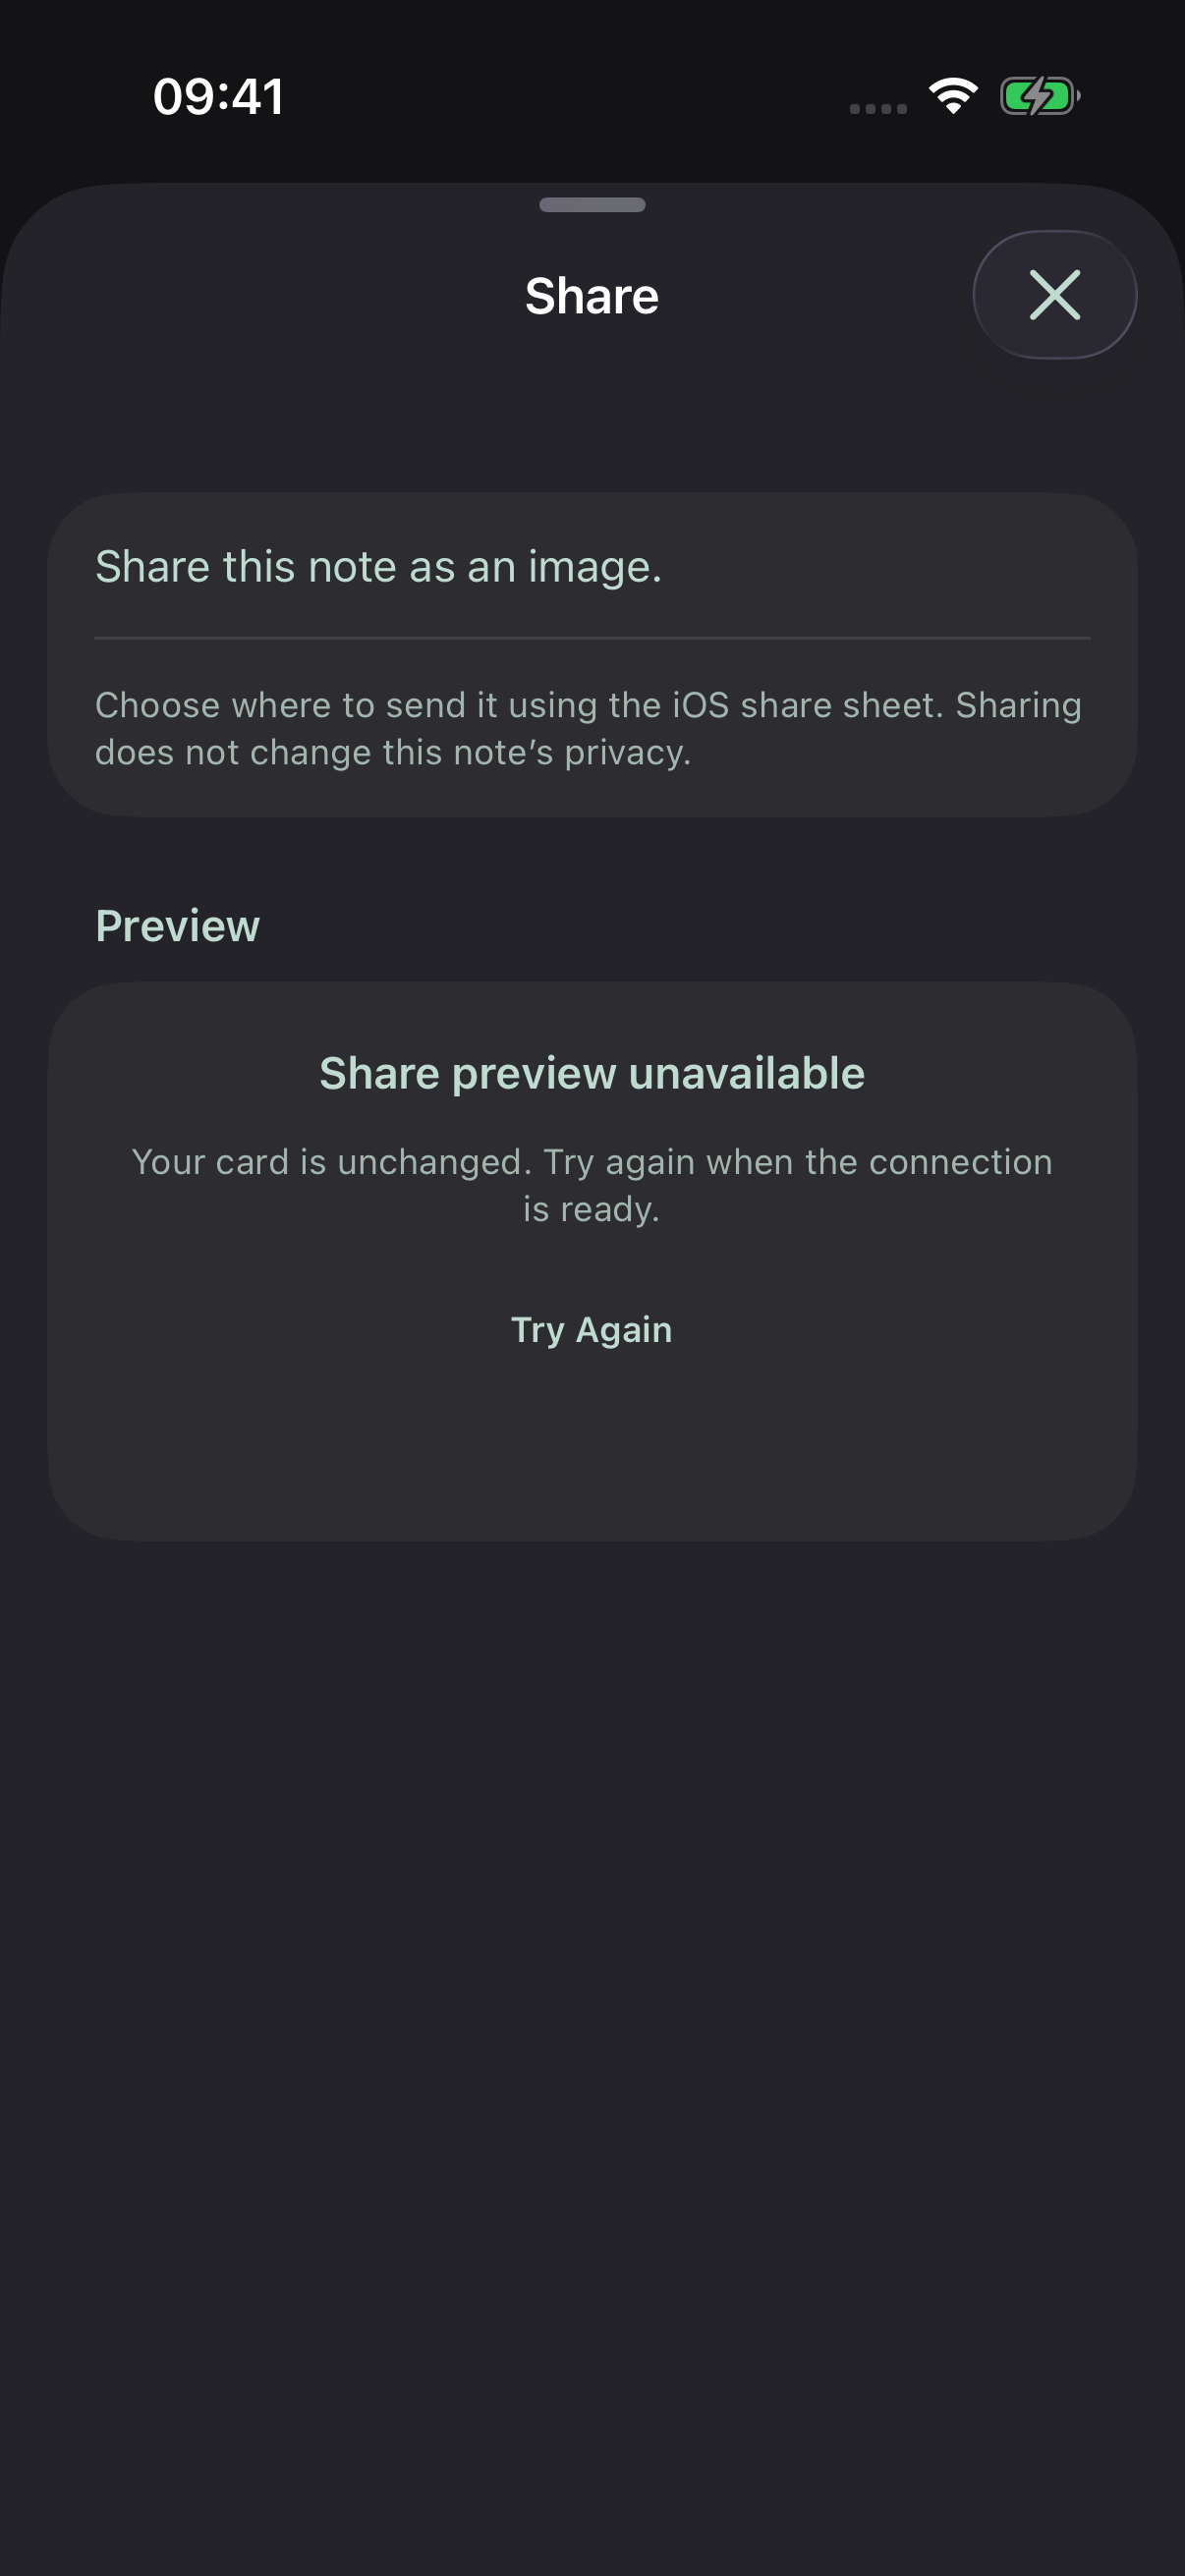 09:41
Share
Share this note as an image.
Choose where to send it using the iOS share sheet. Sharing
does not change this note’s privacy.
Preview
Share preview unavailable
Your card is unchanged. Try again when the connection
is ready.
Try Again